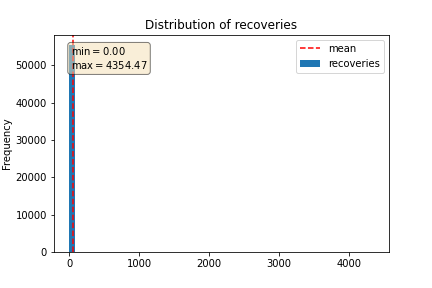 Distribution of recoveries
min = 0.00
max = 4354.47
mean
recoveries
Frequency
50000
40000
30000
20000
10000
0
0 1000 2000 3000 4000